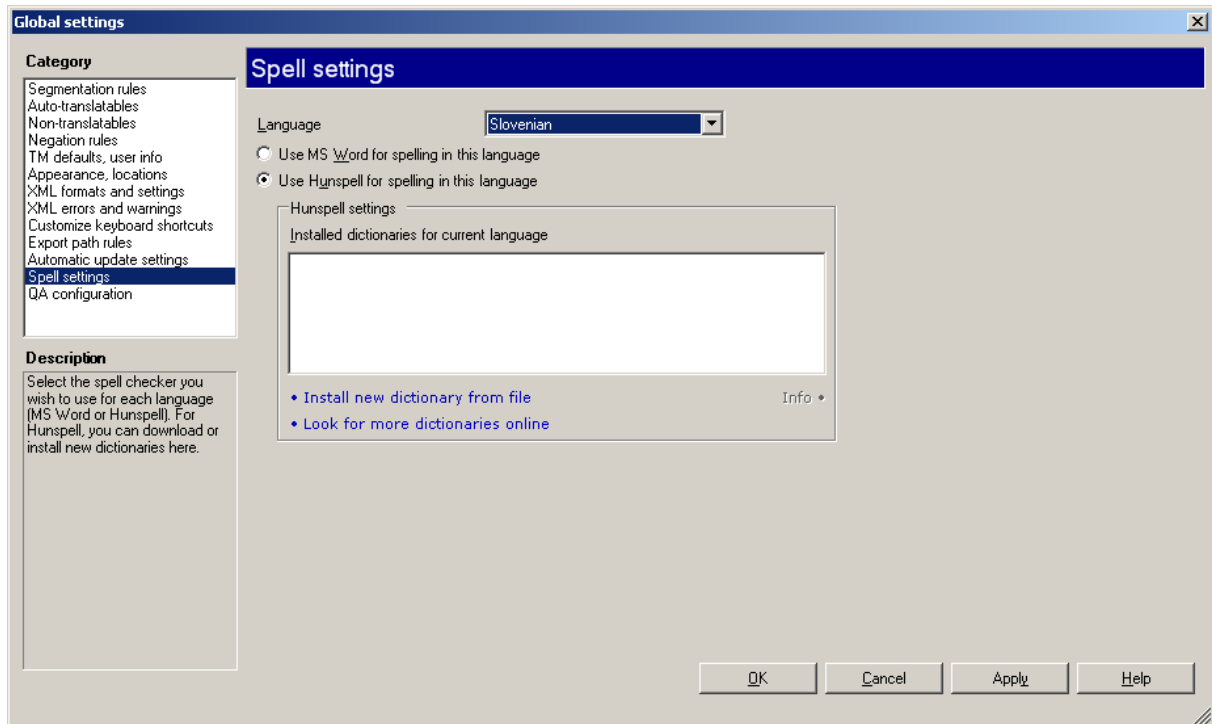 Global settings
Category
Segmentation rules
Auto-translatables
Non-translatables
Negation rules
TM defaults, user info
Appearance, locations
XML formats and settings
XML errors and warnings
Customize keyboard shortcuts
Export path rules
Automatic update settings
Spell settings
QA configuration
Description
Select the spell checker you
wish to use for each language
(MS Word or Hunspell). For
Hunspell, you can download or
install new dictionaries here.
Spell settings
Language Slovenian
Use MS Word for spelling in this language
Use Hunspell for spelling in this language
Hunspell settings
Installed dictionaries for current language
• Install new dictionary from file Info •
• Look for more dictionaries online
OK Cancel Apply Help